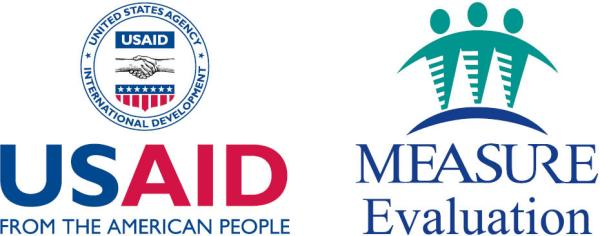 UNITED STATES AGENCY
USAID
INTERNATIONAL DEVELOPMENT
USAID
FROM THE AMERICAN PEOPLE
MEASURE
Evaluation